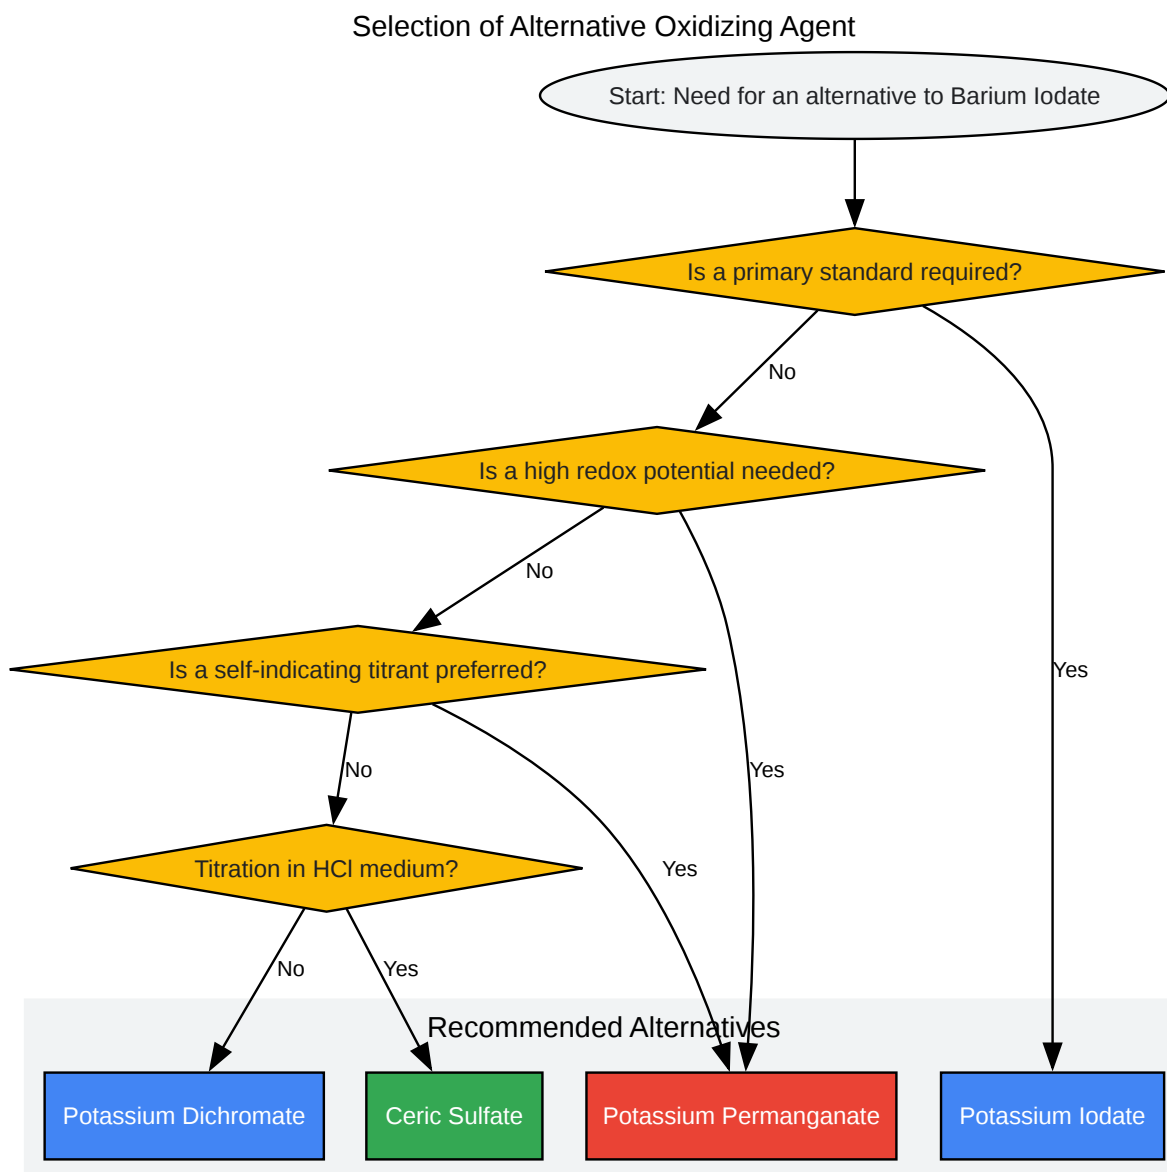 Selection of Alternative Oxidizing Agent
Start: Need for an alternative to Barium Iodate
Is a primary standard required?
No
Is a high redox potential needed?
No
Is a self-indicating titrant preferred?
Yes
No
Yes
Titration in HCl medium?
Yes
No
Yes
Recommended Alternatives
Potassium Dichromate
Ceric Sulfate
Potassium Permanganate
Potassium Iodate